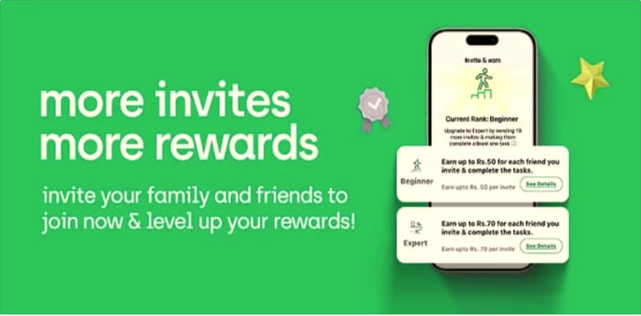 more invites
more rewards
invite your family and friends to
join now & level up your rewards!
Invite & earn
Current Rank: Beginner
Upgrade to Expert by sending 10
more invites & making them
complete atleast one task
Beginner
Earn up to Rs.50 for each friend you
invite & complete the tasks.
Earn upto Rs. 50 per invite
See Details
Expert
Earn up to Rs.70 for each friend you
invite & complete the tasks.
Earn upto Rs. 70 per invite
See Details